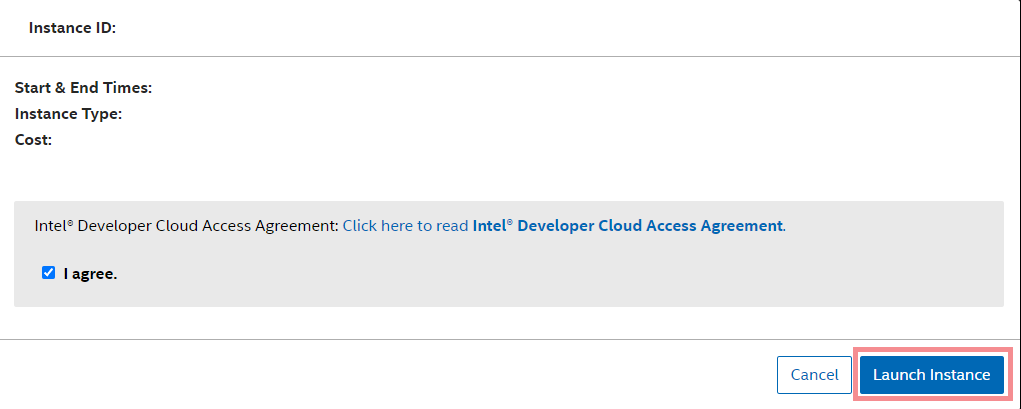 Instance ID:
Start & End Times:
Instance Type:
Cost:
Intel® Developer Cloud Access Agreement: Click here to read Intel® Developer Cloud Access Agreement.
I agree.
Cancel Launch Instance